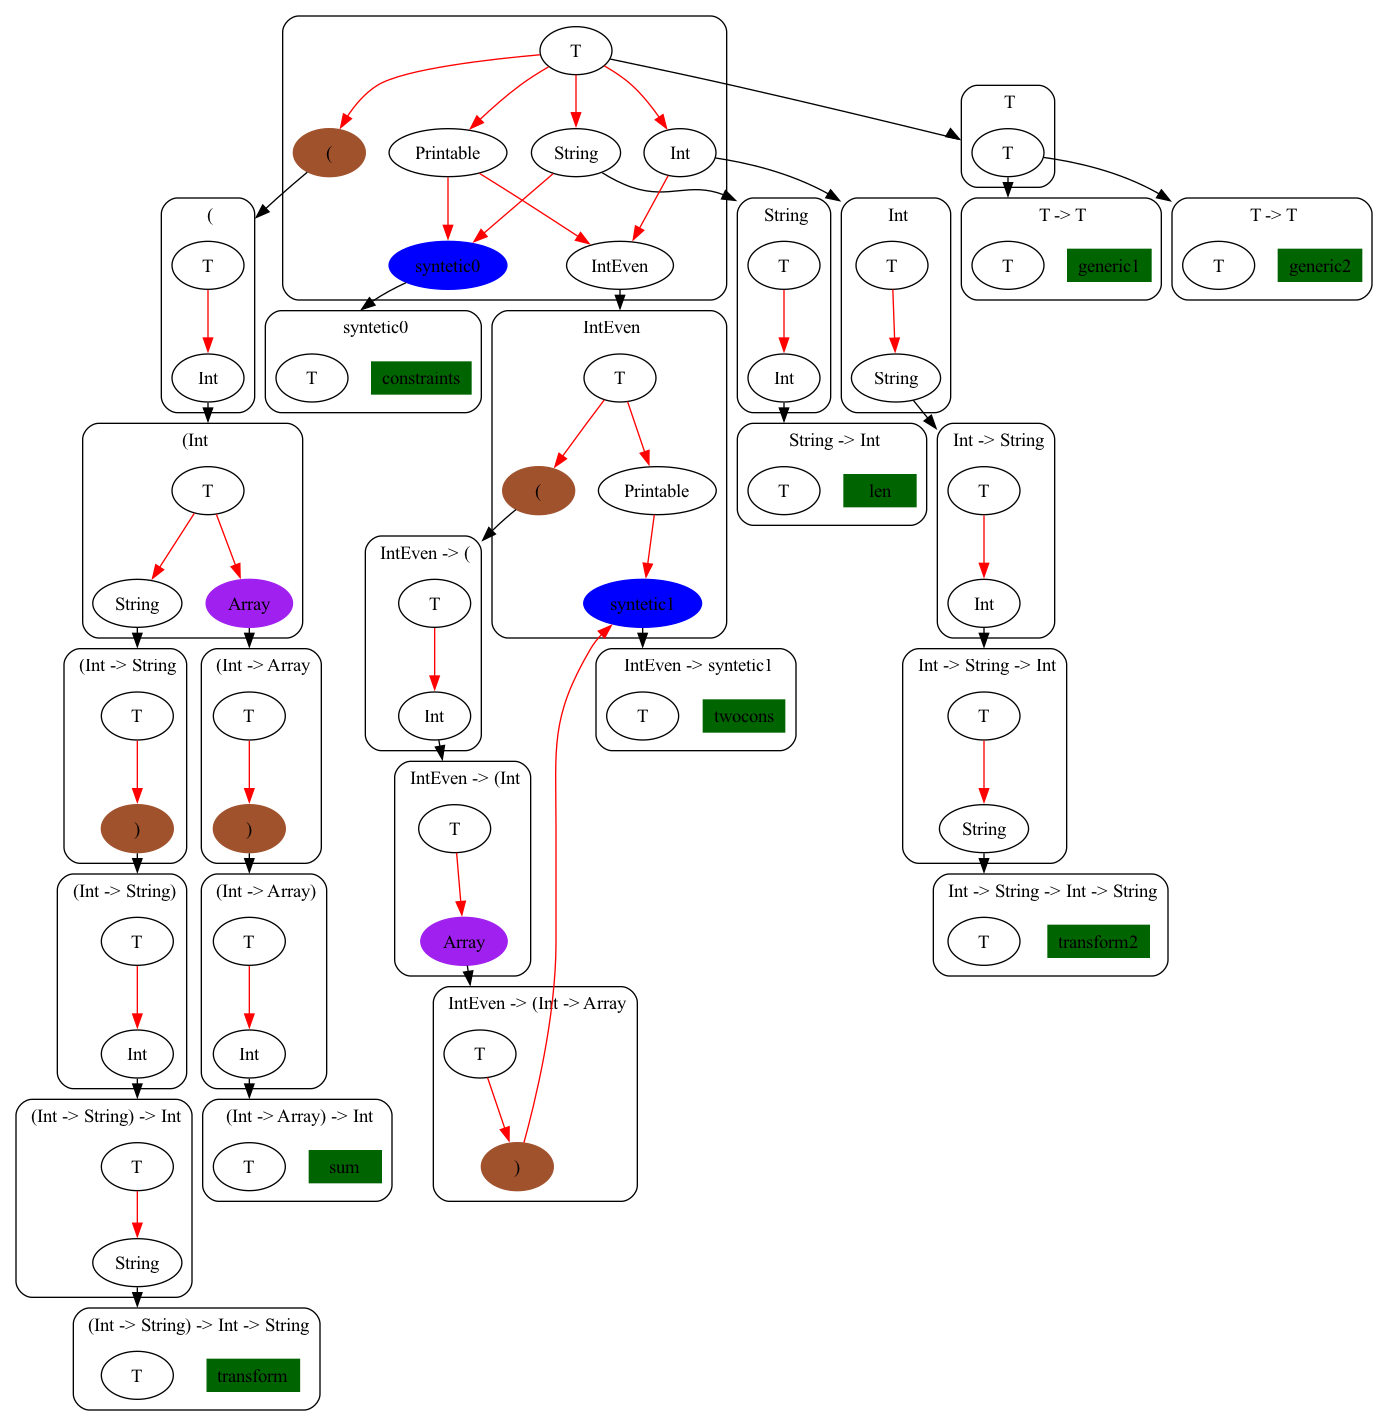 T
( Printable String Int
syntetic0 IntEven
T
T
(
T
Int
syntetic0
T constraints
IntEven
T
( Printable
syntetic1
String
T
Int
Int
T
String
T -> T
T generic1
T -> T
T generic2
(Int
T
String Array
String -> Int
T len
Int -> String
T
Int
IntEven -> (
T
Int
(Int -> String
T
)
(Int -> Array
T
)
IntEven -> syntetic1
T twocons
Int -> String -> Int
T
String
IntEven -> (Int
T
Array
(Int -> String)
T
Int
(Int -> Array)
T
Int
Int -> String -> Int -> String
T transform2
IntEven -> (Int -> Array
T
)
(Int -> String) -> Int
T
String
(Int -> Array) -> Int
T sum
(Int -> String) -> Int -> String
T transform